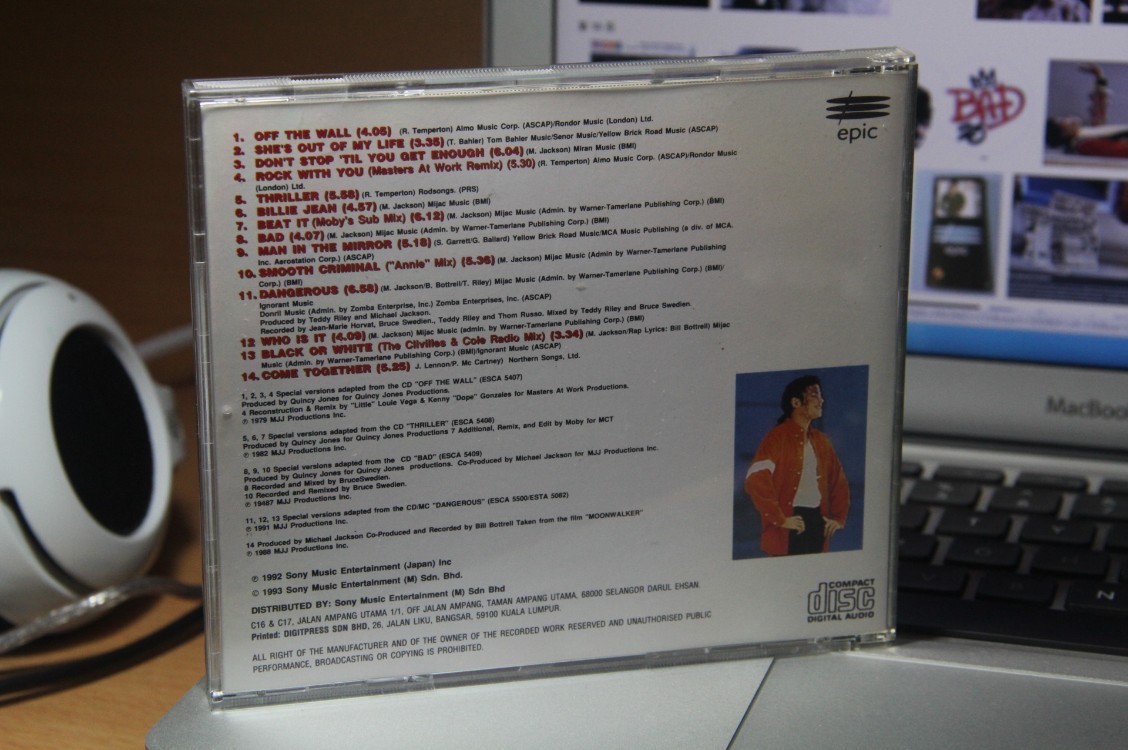 1. OFF THE WALL (4.05) (R. Temperton) Almo Music Corp. (ASCAP)/Rondor Music (London) Ltd.
2. SHE'S OUT OF MY LIFE (3.35) (T. Bahler) Tom Bahler Music/Senor Music/Yellow Brick Road Music (ASCAP)
3. DON'T STOP 'TIL YOU GET ENOUGH (6.04) (M. Jackson) Miran Music (BMI)
4. ROCK WITH YOU (Masters At Work Remix) (5.30) (R. Temperton) Almo Music Corp. (ASCAP)/Rondor Music
(London) Ltd.
5. THRILLER (5.58) (R. Temperton) Rodsongs. (PRS)
6. BILLIE JEAN (4.57) (M. Jackson) Mijac Music (BMI)
7. BEAT IT (Moby's Sub Mix) (6.12) (M. Jackson) Mijac Music (Admin. by Warner-Tamerlane Publishing Corp.) (BMI)
8. BAD (4.07) (M. Jackson) Mijac Music (Admin. by Warner-Tamerlane Publishing Corp.) (BMI)
9. MAN IN THE MIRROR (5.18) (S. Garrett/G. Ballard) Yellow Brick Road Music/MCA Music Publishing (a div. of MCA.
Inc. Aerostation Corp.) (ASCAP)
10. SMOOTH CRIMINAL ("Annie" Mix) (5.36) (M. Jackson) Mijac Music (Admin. by Warner-Tamerlane Publishing
Corp.) (BMI)
11. DANGEROUS (6.58) (M. Jackson/B. Bottrell/T. Riley) Mijac Music (Admin. by Warner-Tamerlane Publishing Corp.) (BMI)/
Ignorant Music
Donril Music (Admin. by Zomba Enterprise, Inc.) Zomba Enterprises, Inc. (ASCAP)
Produced by Teddy Riley and Michael Jackson.
Recorded by Jean-Marie Horvat, Bruce Swedien., Teddy Riley and Thom Russo. Mixed by Teddy Riley and Bruce Swedien.
12 WHO IS IT (4.09) (M. Jackson) Mijac Music (admin. by Warner-Tamerlane Publishing Corp.) (BMI)
13 BLACK OR WHITE (The Clivilles & Cole Radio Mix) (3.34) (M. Jackson/Rap Lyrics: Bill Bottrell) Mijac
Music (Admin. by Warner-Tamerlane Publishing Corp.) (BMI)/Ignorant Music (ASCAP)
14. COME TOGETHER (5.25) J. Lennon/P. Mc Cartney) Northern Songs, Ltd.
1, 2, 3, 4 Special versions adapted from the CD "OFF THE WALL" (ESCA 5407)
Produced by Quincy Jones for Quincy Jones Productions.
4 Reconstruction & Remix by "Little" Louie Vega & Kenny "Dope" Gonzales for Masters At Work Productions.
℗ 1979 MJJ Productions Inc.
5, 6, 7 Special versions adapted from the CD "THRILLER" (ESCA 5408)
Produced by Quincy Jones for Quincy Jones Productions 7 Additional, Remix, and Edit by Moby for MCT
℗ 1982 MJJ Productions Inc.
8, 9, 10 Special versions adapted from the CD "BAD" (ESCA 5409)
Produced by Quincy Jones for Quincy Jones productions. Co-Produced by Michael Jackson for MJJ Productions Inc.
8 Recorded and Mixed by BruceSwedien.
10 Recorded and Remixed by Bruce Swedien.
℗ 19487 MJJ Productions Inc.
11, 12, 13 Special versions adapted from the CD/MC "DANGEROUS" (ESCA 5500/ESTA 5082)
℗ 1991 MJJ Productions Inc.
14 Produced by Michael Jackson Co-Produced and Recorded by Bill Bottrell Taken from the film "MOONWALKER"
℗ 1988 MJJ Productions Inc.
℗ 1992 Sony Music Entertainment (Japan) Inc
© 1993 Sony Music Entertainment (M) Sdn. Bhd.
DISTRIBUTED BY: Sony Music Entertainment (M) Sdn Bhd
C16 & C17, JALAN AMPANG UTAMA 1/1, OFF JALAN AMPANG, TAMAN AMPANG UTAMA, 68000 SELANGOR DARUL EHSAN.
Printed: DIGITPRESS SDN BHD, 26, JALAN LIKU, BANGSAR, 59100 KUALA LUMPUR.
ALL RIGHT OF THE MANUFACTURER AND OF THE OWNER OF THE RECORDED WORK RESERVED AND UNAUTHORISED PUBLIC
PERFORMANCE, BROADCASTING OR COPYING IS PROHIBITED.
epic
COMPACT
disc
DIGITAL AUDIO
BAD
MacBoo
N